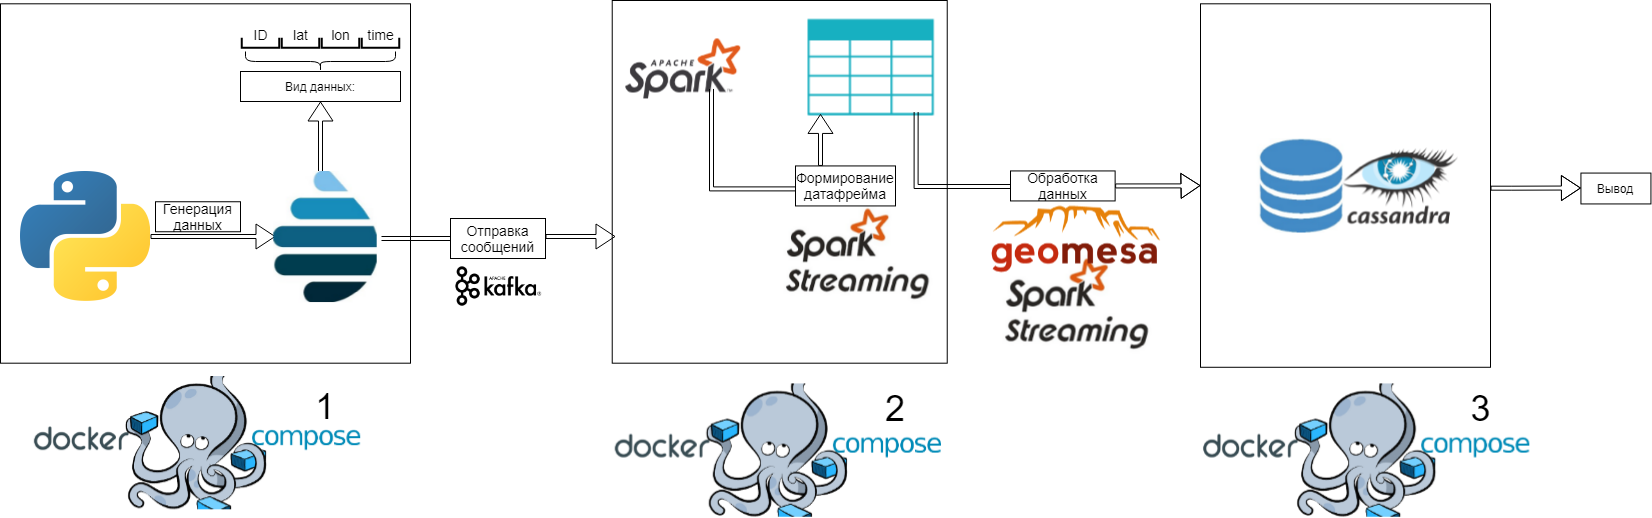 ID lat lon time
Вид данных:
Генерация
данных
Отправка
сообщений
APACHE
kafka®
APACHE
Spark™
Формирование
датафрейма
Spark
Streaming
Обработка
данных
geomesa
Spark
Streaming
cassandra
Вывод
docker compose
1
docker compose
2
docker compose
3